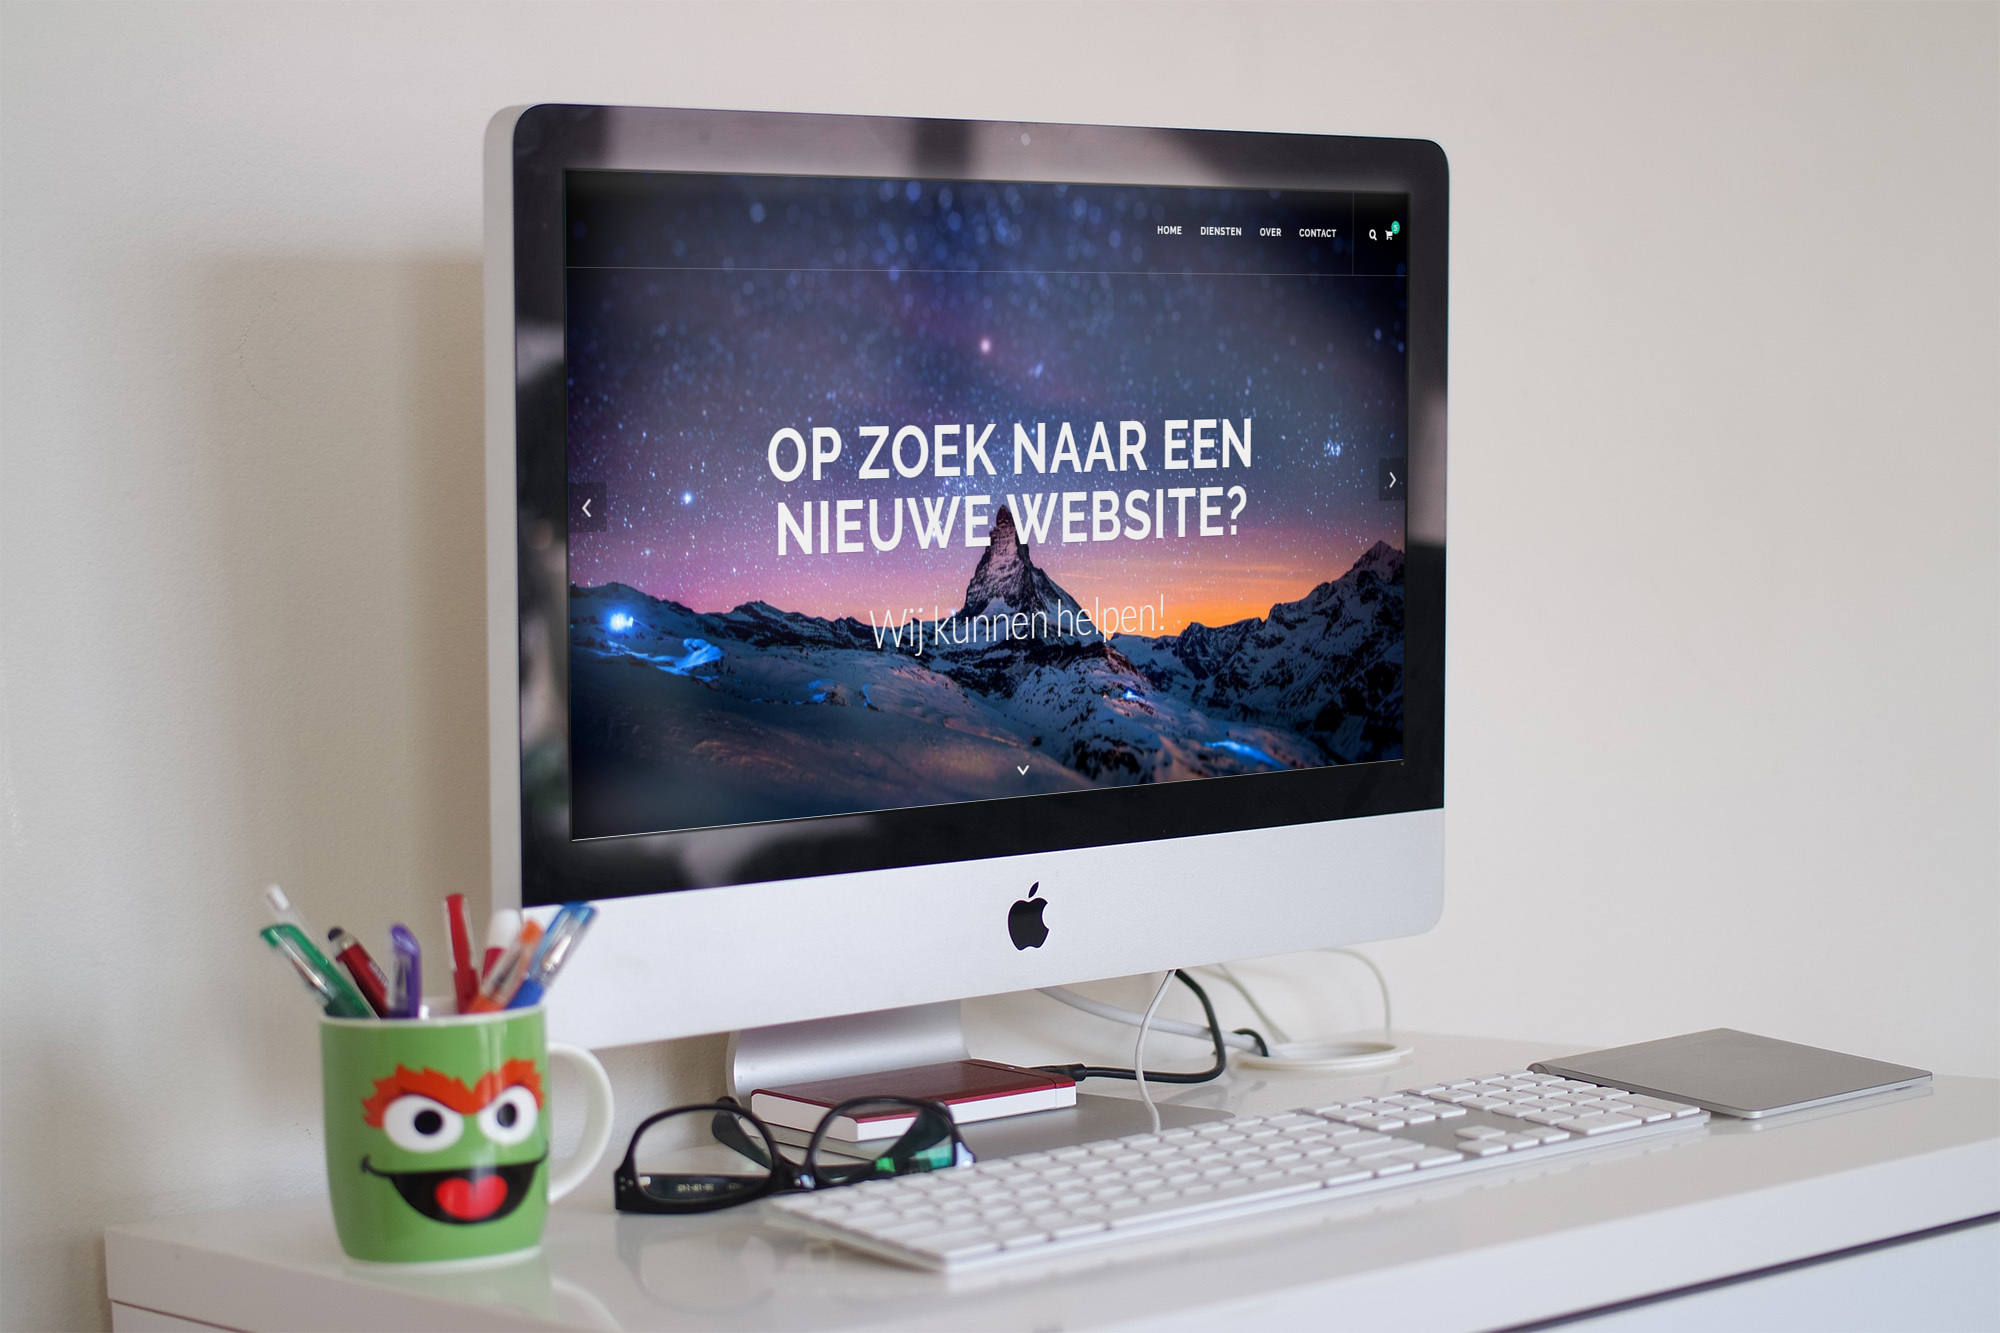 HOME DIENSTEN OVER CONTACT
OP ZOEK NAAR EEN
NIEUWE WEBSITE?
Wij kunnen helpen!